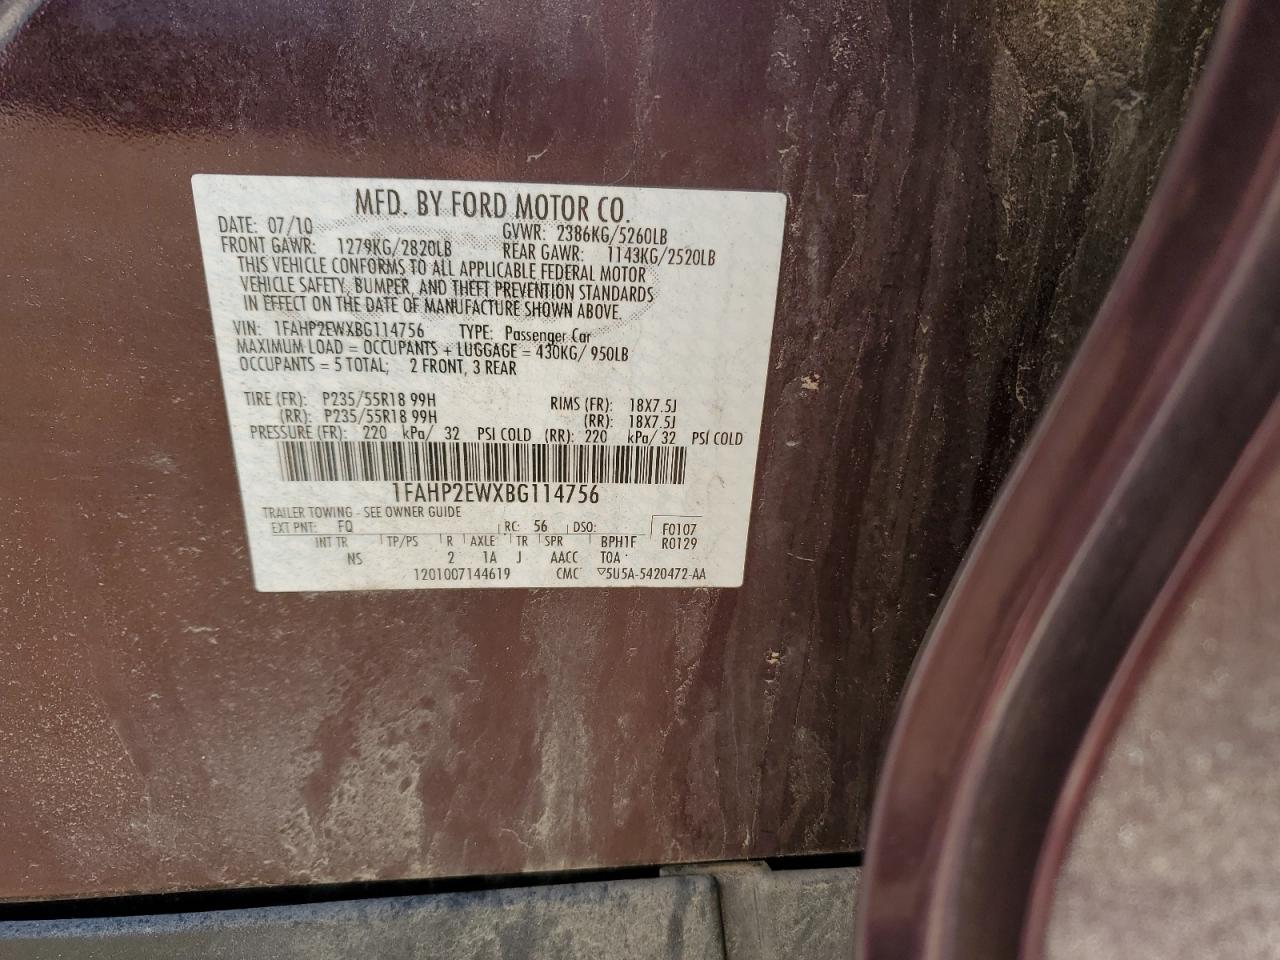 MFD. BY FORD MOTOR CO.
DATE: 07/10 GVWR: 2386KG/5260LB
FRONT GAWR: 1279KG/2820LB REAR GAWR: 1143KG/2520LB
THIS VEHICLE CONFORMS TO ALL APPLICABLE FEDERAL MOTOR
VEHICLE SAFETY, BUMPER, AND THEFT PREVENTION STANDARDS
IN EFFECT ON THE DATE OF MANUFACTURE SHOWN ABOVE.
VIN: 1FAHP2EWXBG114756 TYPE: Passenger Car
MAXIMUM LOAD = OCCUPANTS + LUGGAGE = 430KG/ 950LB
OCCUPANTS = 5 TOTAL; 2 FRONT, 3 REAR
TIRE (FR): P235/55R18 99H RIMS (FR): 18X7.5J
(RR): P235/55R18 99H (RR): 18X7.5J
PRESSURE (FR): 220 kPa/ 32 PSI COLD (RR): 220 kPa/ 32 PSI COLD
1FAHP2EWXBG114756
TRAILER TOWING - SEE OWNER GUIDE
EXT PNT: FQ RC: 56 DSO: F0107
INT TR TP/PS R AXLE TR SPR BPH1F R0129
NS 2 1A J AACC TOA
1201007144619 CMC ▽5U5A-5420472-AA